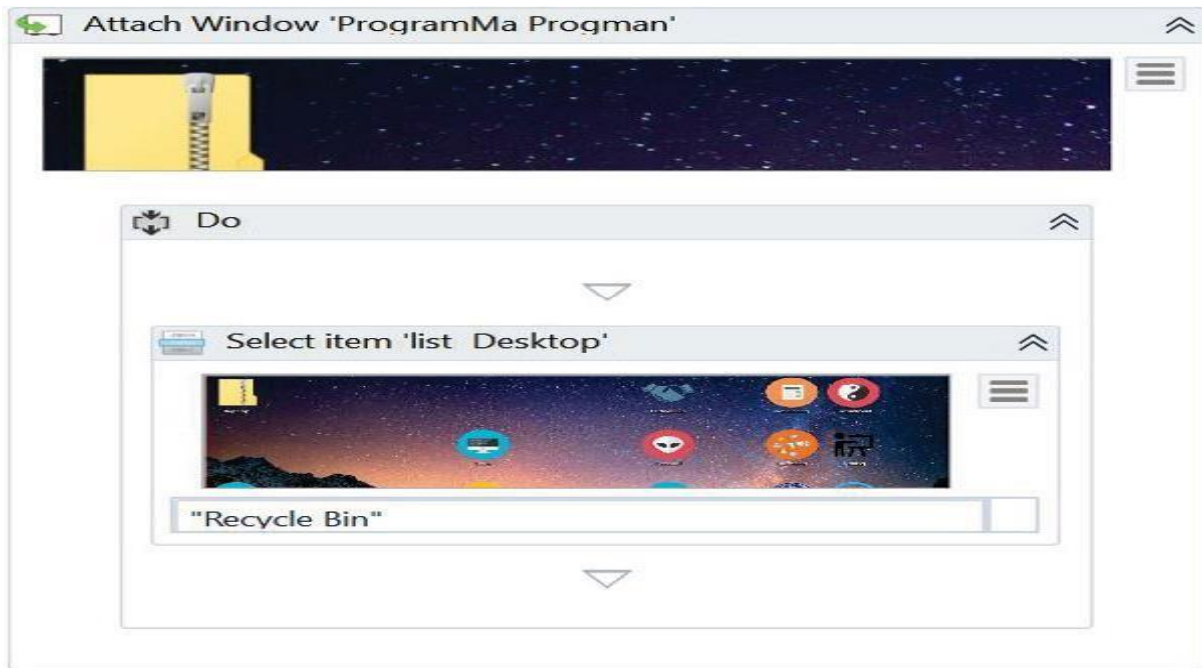 Attach Window 'ProgramMa Progman'
Do
Select item 'list Desktop'
"Recycle Bin"